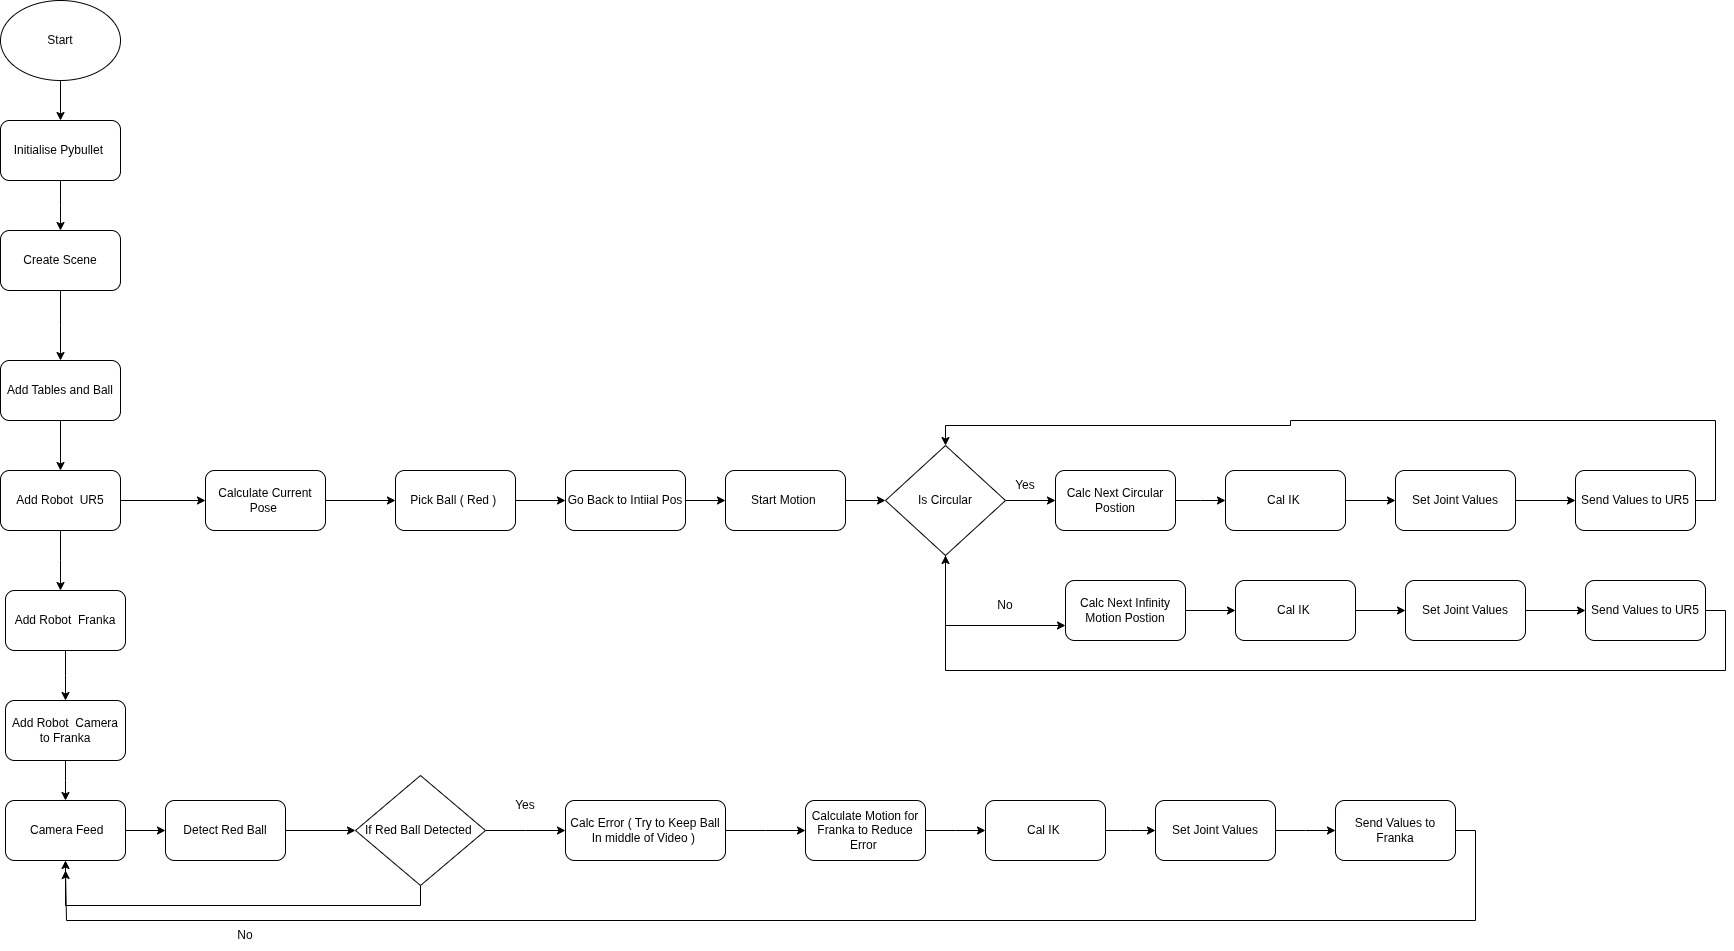 Start
Initialise Pybullet
Create Scene
Add Tables and Ball
Add Robot  UR5
Calculate Current
Pose
Pick Ball ( Red )
Go Back to Intiial Pos
Start Motion
Is Circular
Yes
Calc Next Circular
Postion
Cal IK
Set Joint Values
Send Values to UR5
No
Calc Next Infinity
Motion Postion
Cal IK
Set Joint Values
Send Values to UR5
Add Robot  Franka
Add Robot  Camera
to Franka
Camera Feed
Detect Red Ball
If Red Ball Detected
Yes
Calc Error ( Try to Keep Ball
In middle of Video )
Calculate Motion for
Franka to Reduce
Error
Cal IK
Set Joint Values
Send Values to
Franka
No